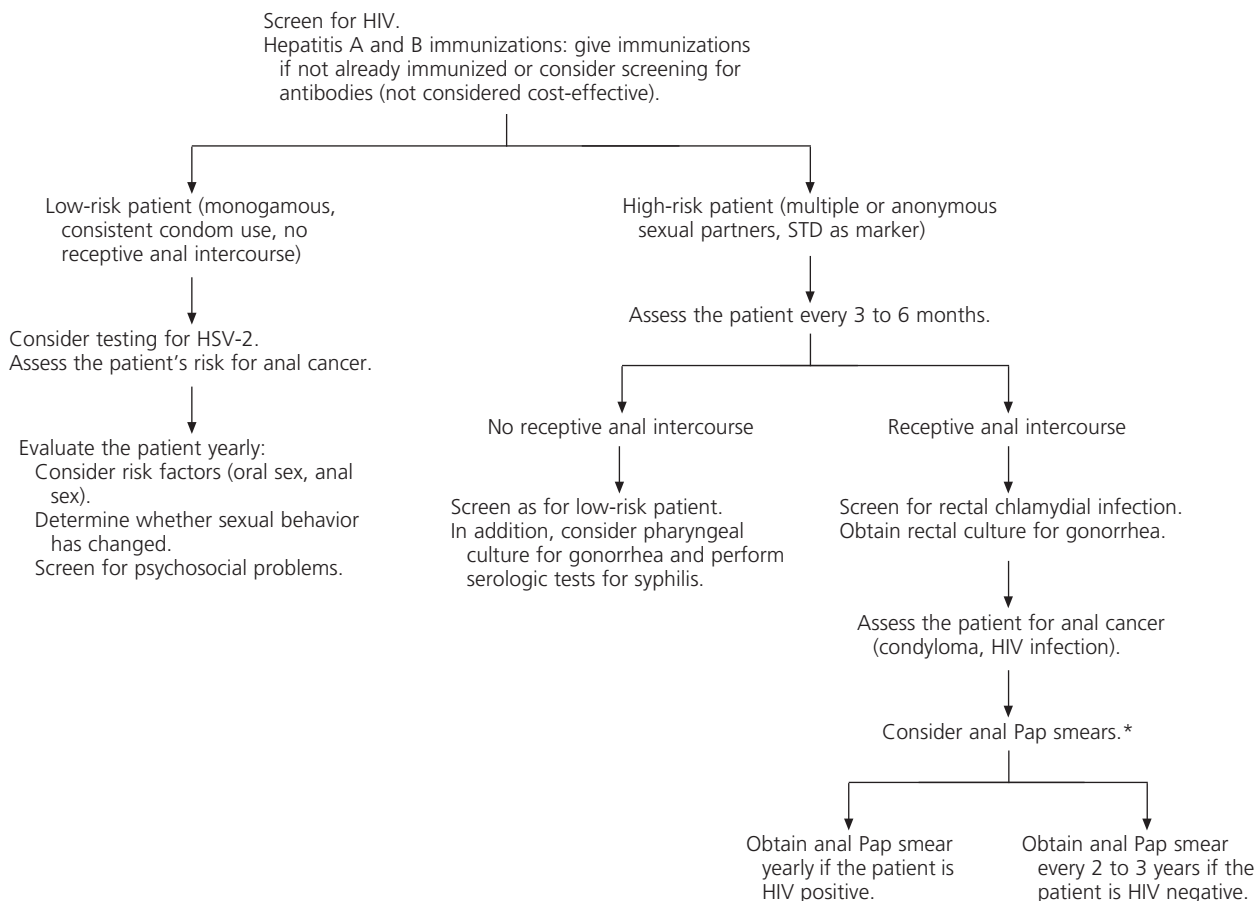 Screen for HIV.
Hepatitis A and B immunizations: give immunizations
if not already immunized or consider screening for
antibodies (not considered cost-effective).
Low-risk patient (monogamous,
consistent condom use, no
receptive anal intercourse)
High-risk patient (multiple or anonymous
sexual partners, STD as marker)
Consider testing for HSV-2.
Assess the patient’s risk for anal cancer.
Assess the patient every 3 to 6 months.
Evaluate the patient yearly:
Consider risk factors (oral sex, anal
sex).
Determine whether sexual behavior
has changed.
Screen for psychosocial problems.
No receptive anal intercourse
Receptive anal intercourse
Screen as for low-risk patient.
In addition, consider pharyngeal
culture for gonorrhea and perform
serologic tests for syphilis.
Screen for rectal chlamydial infection.
Obtain rectal culture for gonorrhea.
Assess the patient for anal cancer
(condyloma, HIV infection).
Consider anal Pap smears.*
Obtain anal Pap smear
yearly if the patient is
HIV positive.
Obtain anal Pap smear
every 2 to 3 years if the
patient is HIV negative.